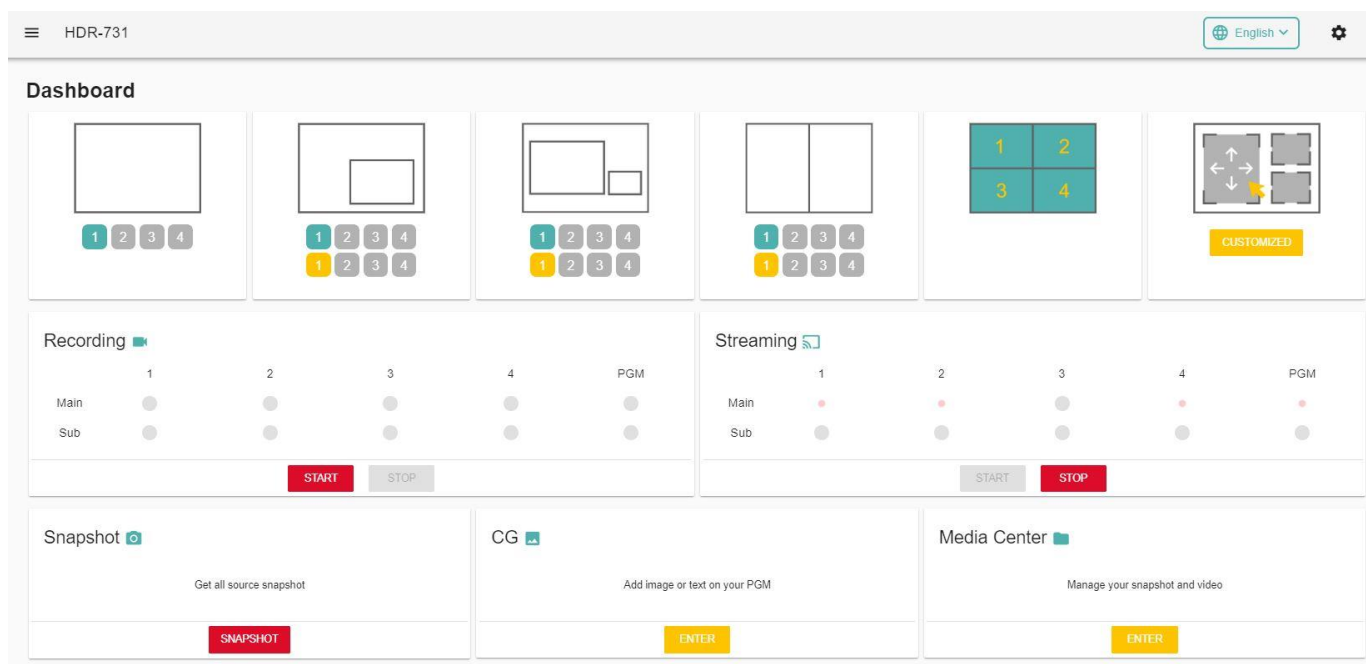 HDR-731 English
Dashboard
1 2
3 4
1 2 3 4 1 2 3 4 1 2 3 4 1 2 3 4 CUSTOMIZED
1 2 3 4 1 2 3 4 1 2 3 4
Recording
1 2 3 4 PGM
Main
Sub
START STOP
Streaming
1 2 3 4 PGM
Main
Sub
START STOP
Snapshot
Get all source snapshot
SNAPSHOT
CG
Add image or text on your PGM
ENTER
Media Center
Manage your snapshot and video
ENTER